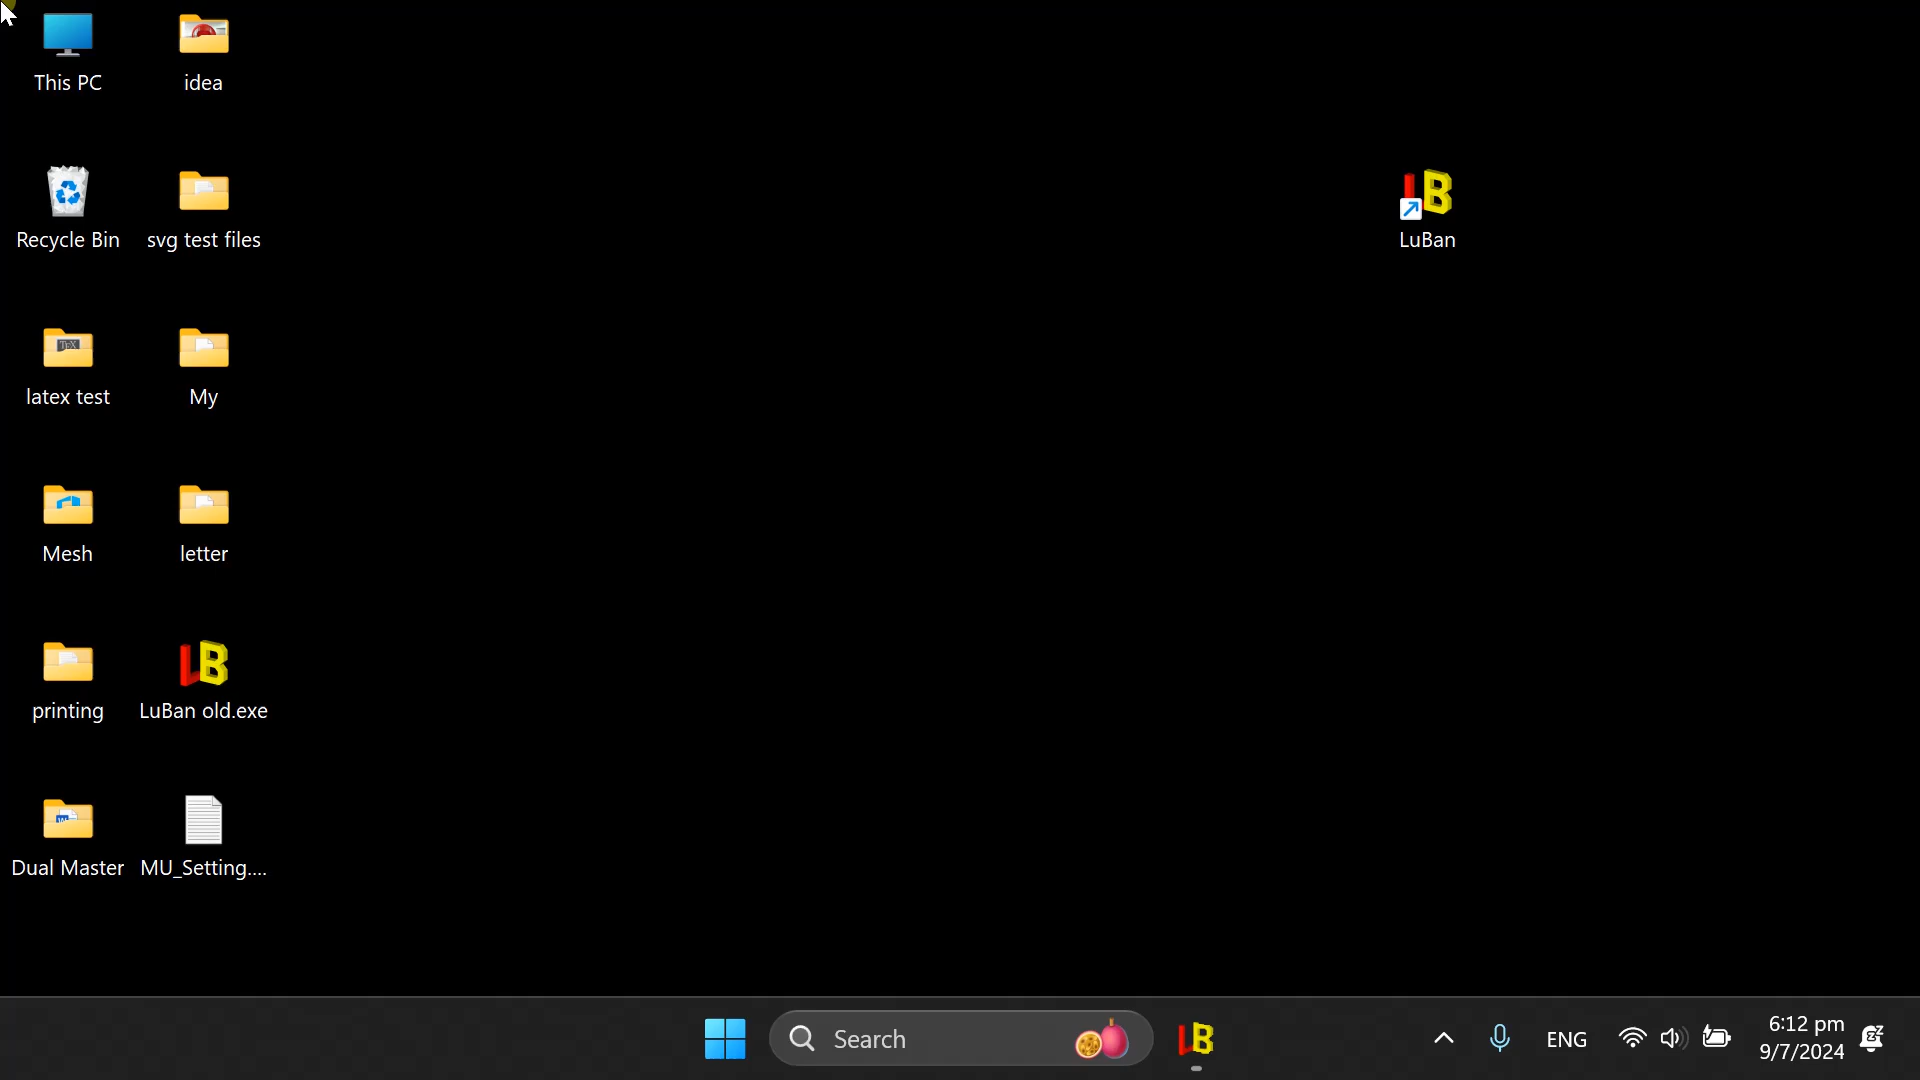 This PC
idea
Recycle Bin
svg test files
LuBan
latex test
My
Mesh
letter
printing
LuBan old.exe
Dual Master
MU_Setting....
Search
ENG
6:12 pm
9/7/2024